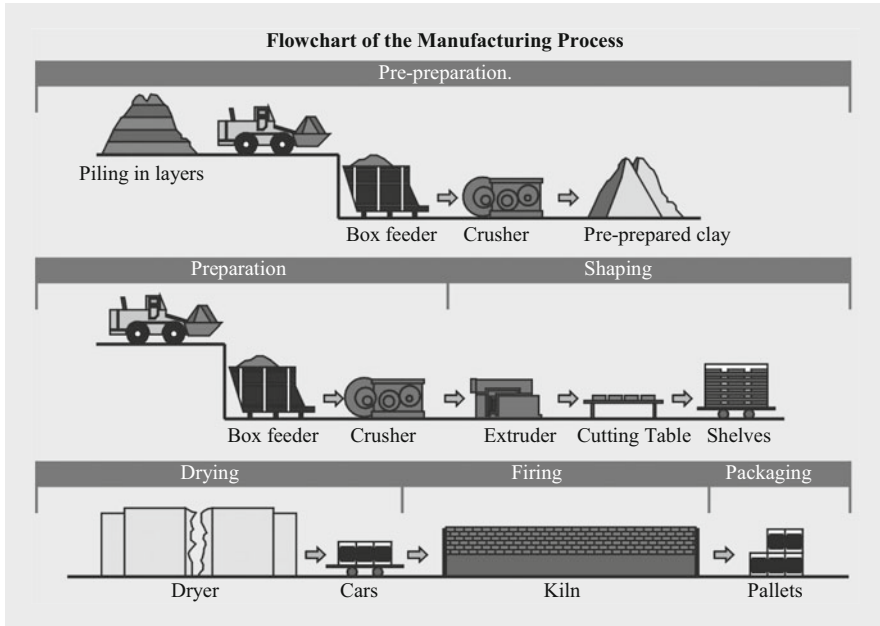 Flowchart of the Manufacturing Process
Pre-preparation.
Piling in layers
Box feeder
Crusher
Pre-prepared clay
Preparation
Shaping
Box feeder
Crusher
Extruder
Cutting Table
Shelves
Drying
Firing
Packaging
Dryer
Cars
Kiln
Pallets